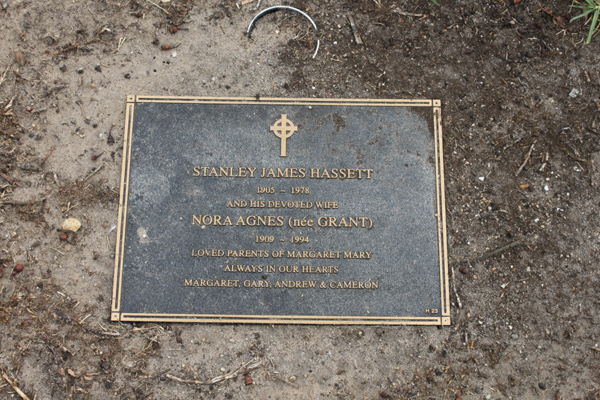 STANLEY JAMES HASSETT
1905 ~ 1978
AND HIS DEVOTED WIFE
NORA AGNES (née GRANT)
1909 ~ 1994
LOVED PARENTS OF MARGARET MARY
ALWAYS IN OUR HEARTS
MARGARET, GARY, ANDREW & CAMERON